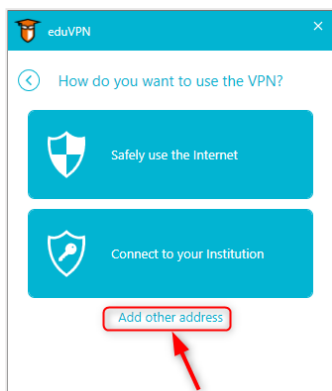 eduVPN
How do you want to use the VPN?
Safely use the Internet
Connect to your Institution
Add other address